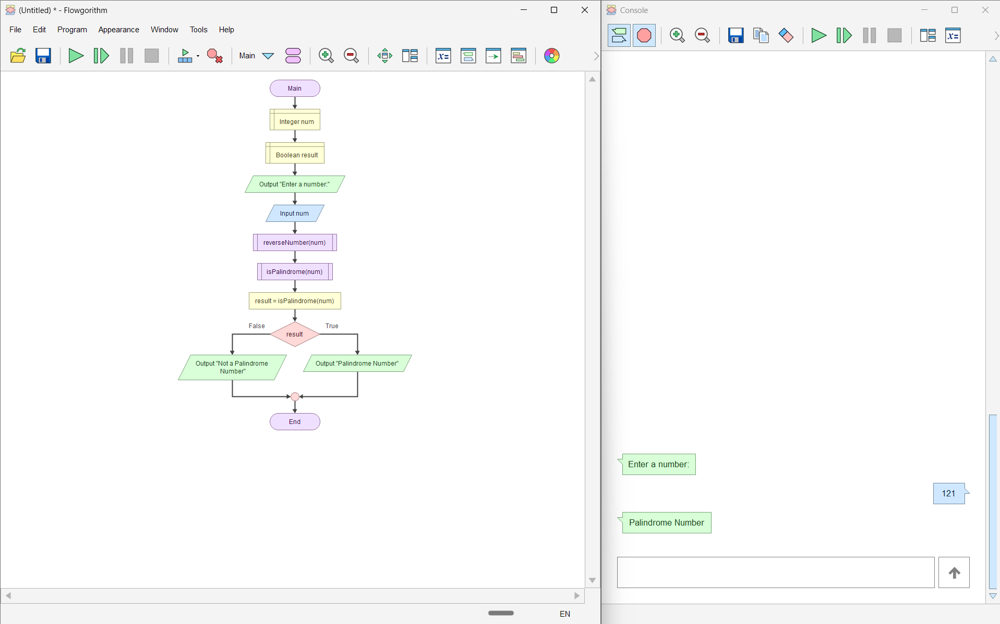 (Untitled) * - Flowgorithm
File Edit Program Appearance Window Tools Help
Main
x=
Main
Integer num
Boolean result
Output "Enter a number:"
Input num
reverseNumber(num)
isPalindrome(num)
result = isPalindrome(num)
False True
result
Output "Not a Palindrome
Number"
Output "Palindrome Number"
End
EN
Console
x=
Enter a number:
121
Palindrome Number